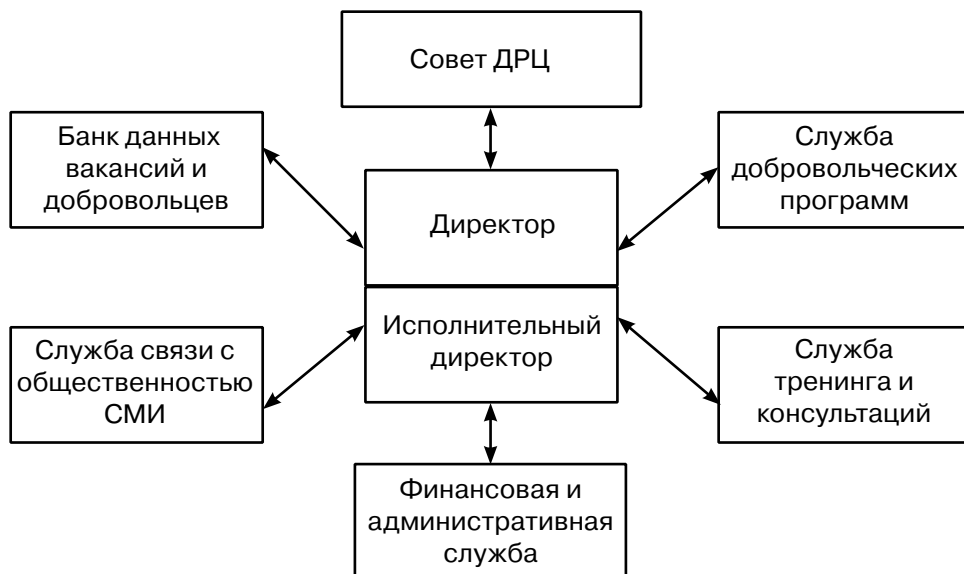 Совет ДРЦ
Банк данных
вакансий и
добровольцев
Служба
добровольческих
программ
Директор
Исполнительный
директор
Служба связи с
общественностью
СМИ
Служба
тренинга и
консультаций
Финансовая и
административная
служба